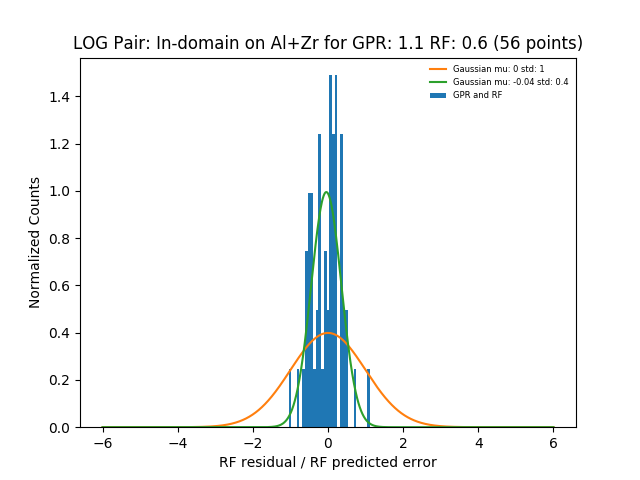 LOG Pair: In-domain on Al+Zr for GPR: 1.1 RF: 0.6 (56 points)
Gaussian mu: 0 std: 1
Gaussian mu: -0.04 std: 0.4
GPR and RF
Normalized Counts
1.4
1.2
1.0
0.8
0.6
0.4
0.2
0.0
−6 −4 −2 0 2 4 6
RF residual / RF predicted error